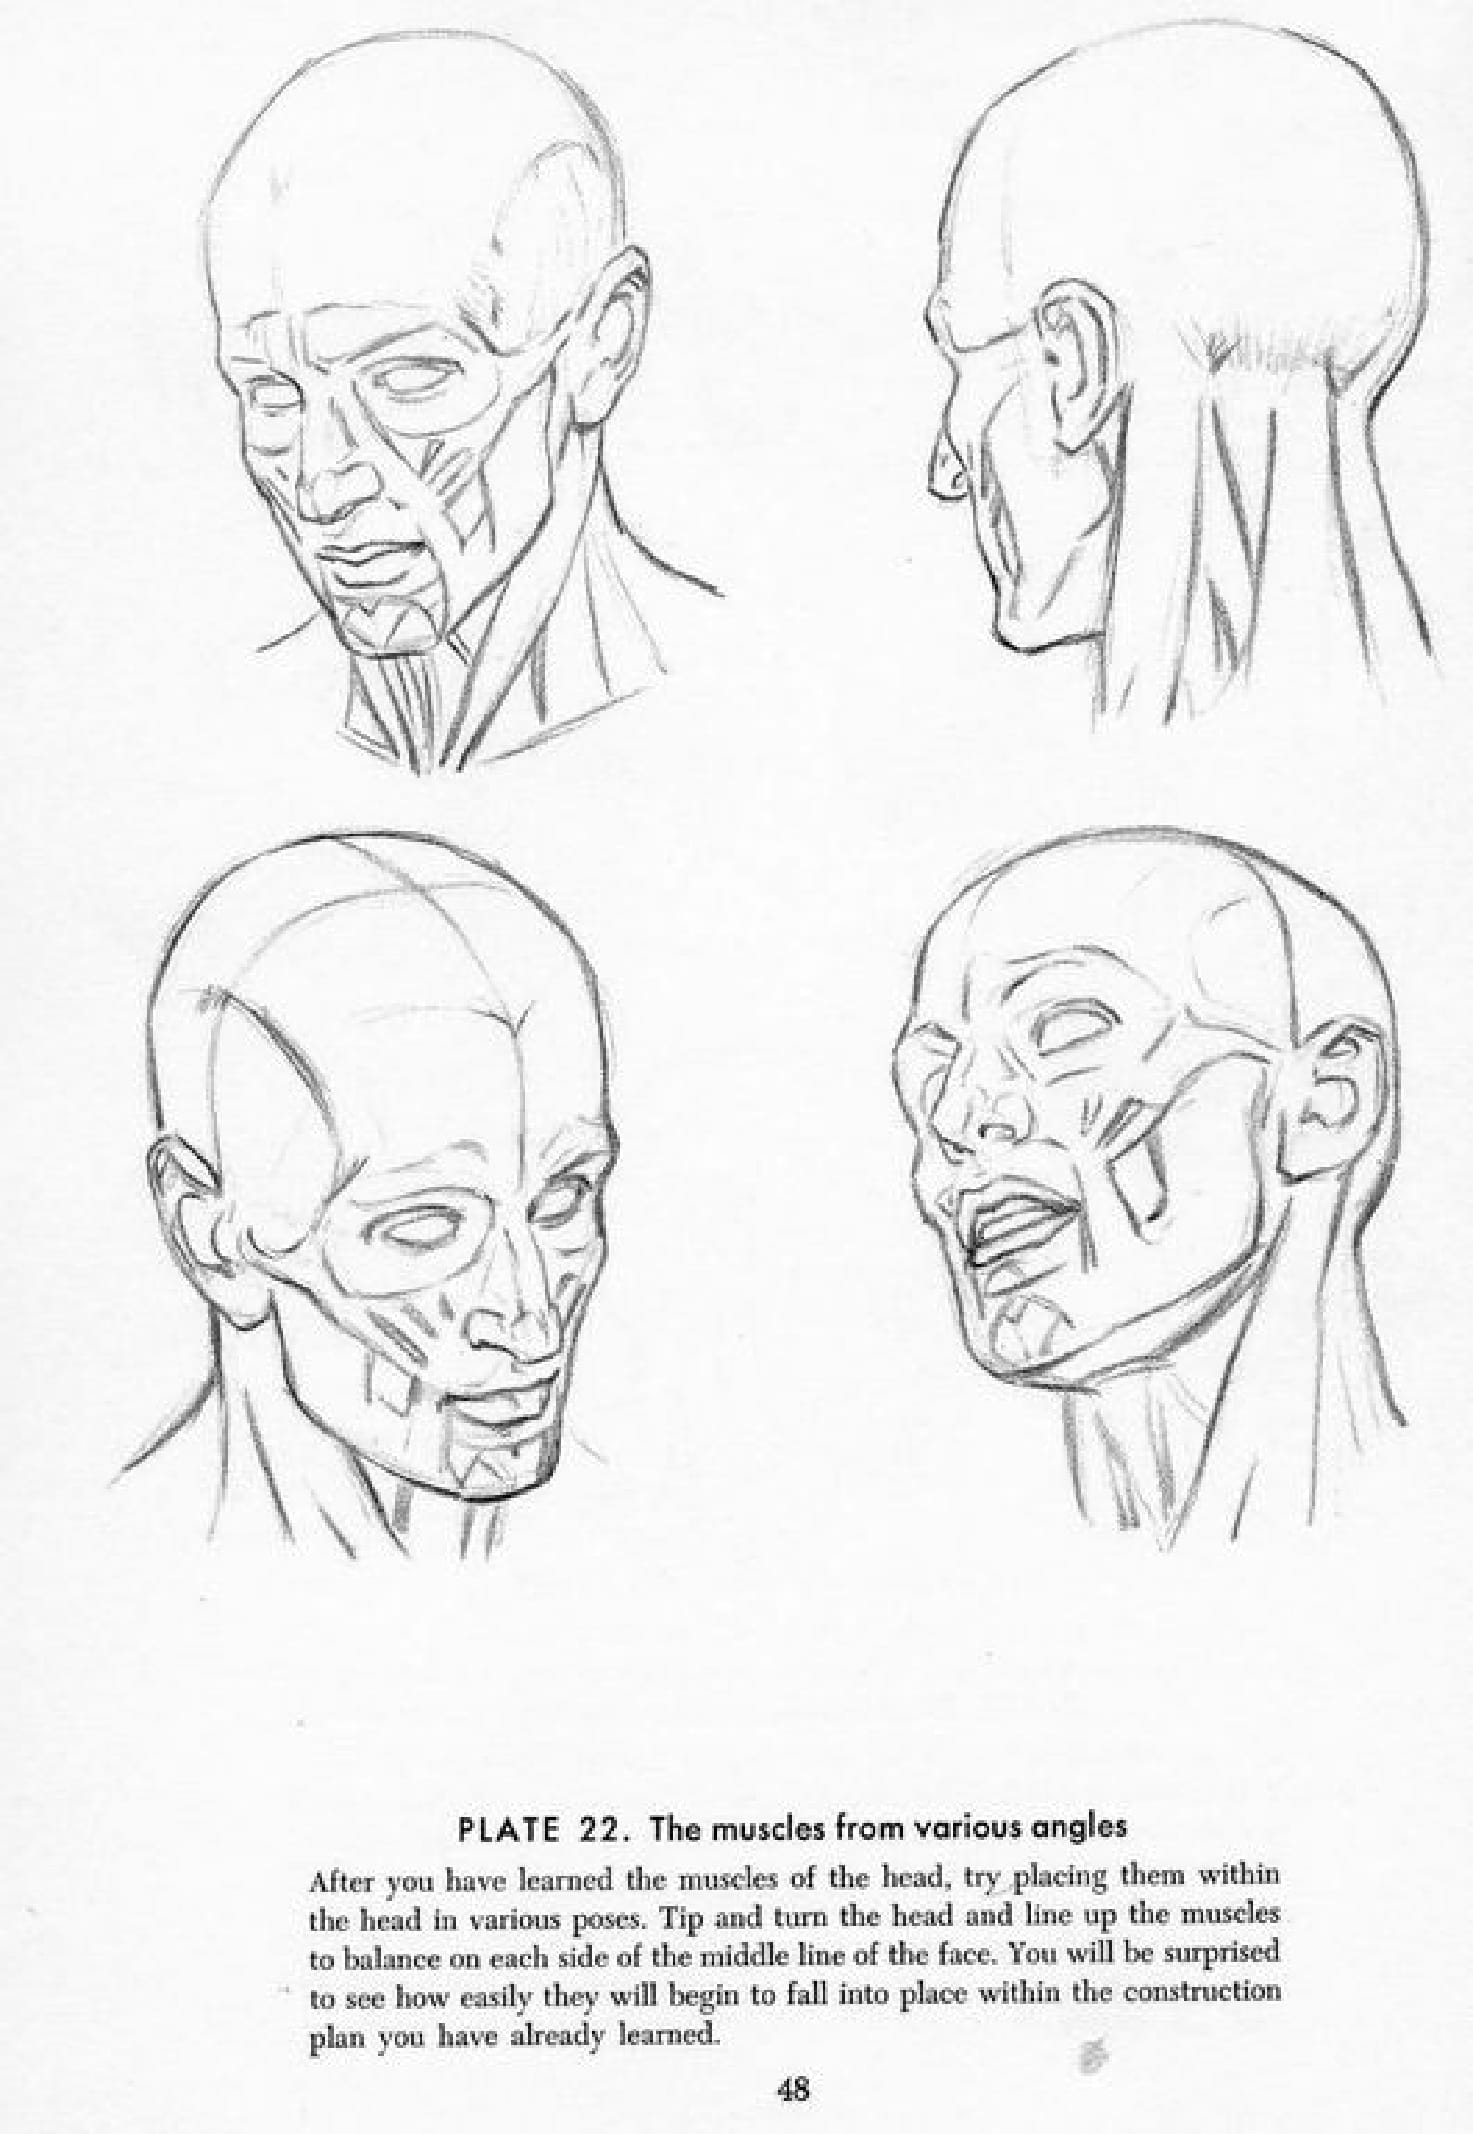 PLATE 22. The muscles from various angles
After you have learned the muscles of the head, try placing them within
the head in various poses. Tip and turn the head and line up the muscles
to balance on each side of the middle line of the face. You will be surprised
to see how easily they will begin to fall into place within the construction
plan you have already learned.
48